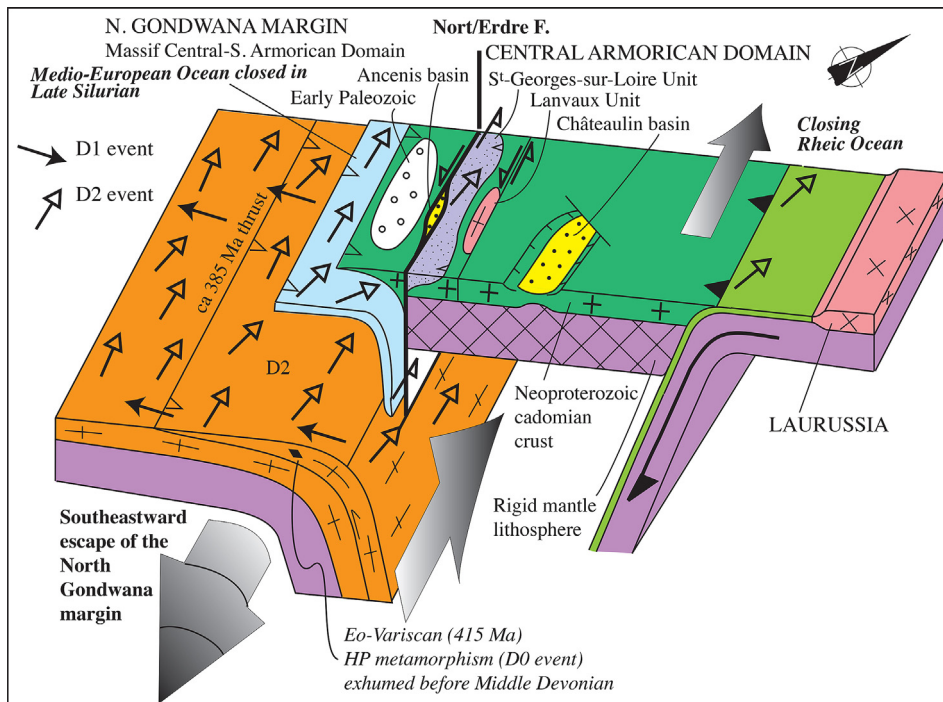 N. GONDWANA MARGIN
Massif Central-S. Armorican Domain
Medio-European Ocean closed in
Late Silurian
Ancenis basin
Early Paleozoic
Nort/Erdre F.
CENTRAL ARMORICAN DOMAIN
St-Georges-sur-Loire Unit
Lanvaux Unit
Châteaulin basin
N
Closing
Rheic Ocean
D1 event
D2 event
ca 385 Ma thrust
D2
Neoproterozoic
cadomian
crust
LAURUSSIA
Rigid mantle
lithosphere
Southeastward
escape of the
North
Gondwana
margin
Eo-Variscan (415 Ma)
HP metamorphism (D0 event)
exhumed before Middle Devonian